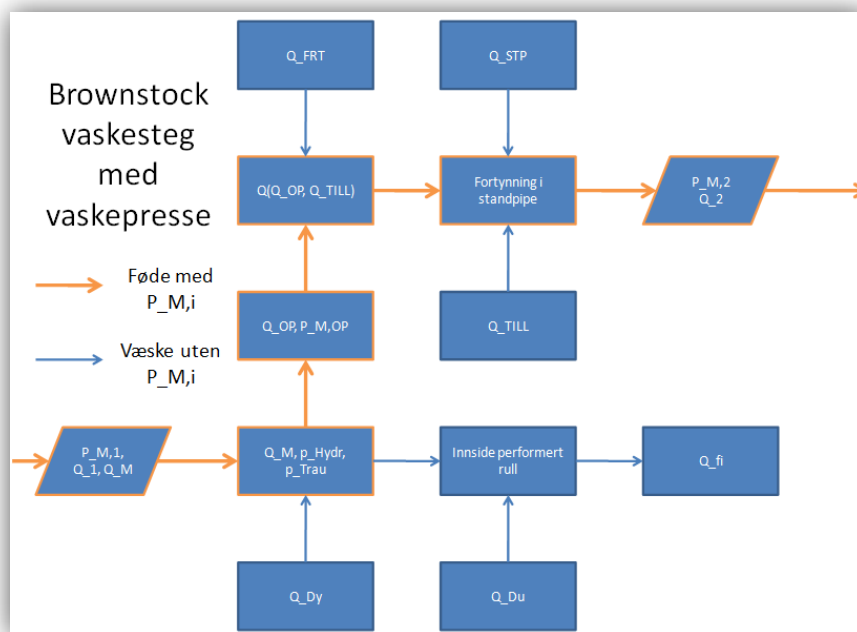 Q_FRT
Q_STP
Brownstock
vaskesteg
med
vaskepresse
Q(Q_OP, Q_TILL)
Fortynning i
standpipe
P_M,2
Q_2
Føde med
P_M,i
Væske uten
P_M,i
Q_OP, P_M,OP
Q_TILL
P_M,1,
Q_1, Q_M
Q_M, p_Hydr,
p_Trau
Innside performert
rull
Q_fi
Q_Dy
Q_Du